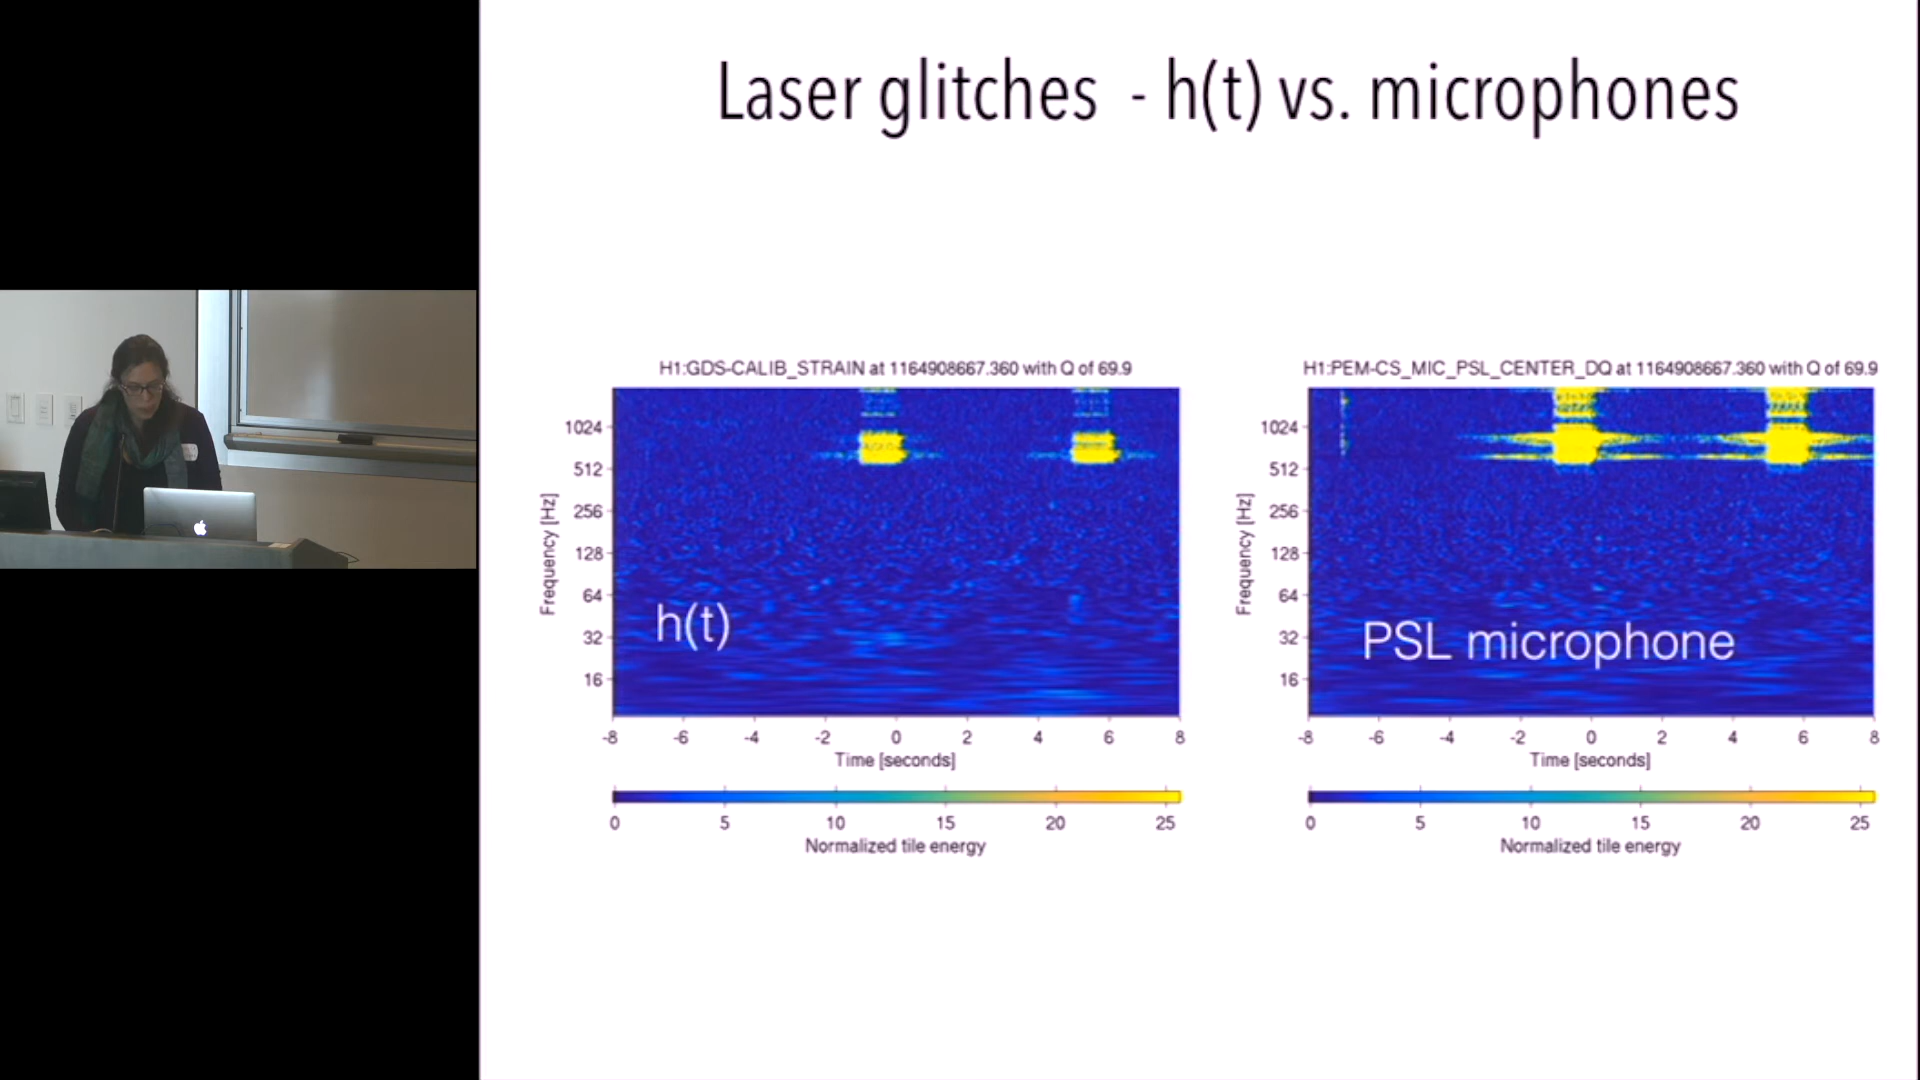 Laser glitches - h(t) vs. microphones
H1:GDS-CALIB_STRAIN at 1164908667.360 with Q of 69.9
Frequency [Hz]
1024
512
256
128
64
32
16
h(t)
-8 -6 -4 -2 0 2 4 6 8
Time [seconds]
0 5 10 15 20 25
Normalized tile energy
H1:PEM-CS_MIC_PSL_CENTER_DQ at 1164908667.360 with Q of 69.9
Frequency [Hz]
1024
512
256
128
64
32
16
PSL microphone
-8 -6 -4 -2 0 2 4 6 8
Time [seconds]
0 5 10 15 20 25
Normalized tile energy